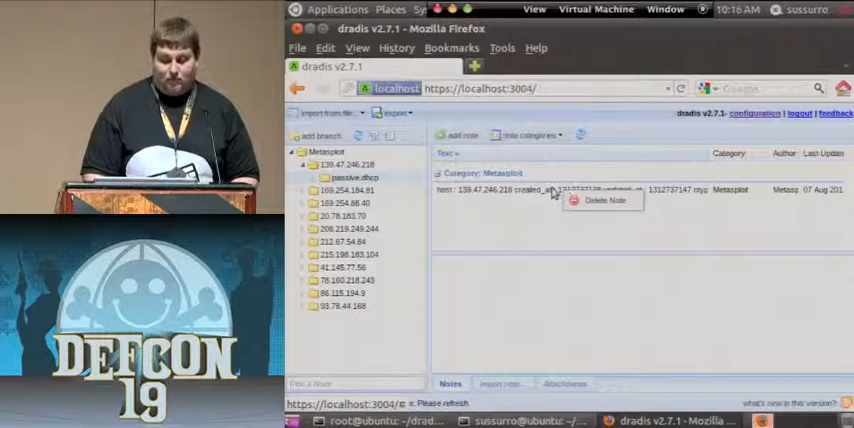 Applications Places Sy
View Virtual Machine Window 10:16 AM sussurro
dradis v2.7.1 - Mozilla Firefox
File Edit View History Bookmarks Tools Help
dradis v2.7.1
localhost https://localhost:3004/ Google
import from file... export dradis v2.7.1- configuration | logout | feedback
add branch add note note categories
Text Category Author Last Updat
Metasploit
Category: Metasploit
139.47.246.218
passive.dhcp
host : 139.47.246.218 created_at 1312737147 ntyp Metasploit Metasp 07 Aug 201
Delete Note
169.254.184.81
169.254.88.40
20.78.183.70
208.219.249.244
212.67.54.84
215.198.183.104
41.145.77.56
78.160.218.243
86.115.194.9
93.78.44.168
Find a Node
Notes Import note... Attachments
https://localhost:3004/# r. Please refresh. what's new in this version?
root@ubuntu: ~/drad... sussurro@ubuntu: ~/... dradis v2.7.1 - Mozilla ...
DEFCON
19